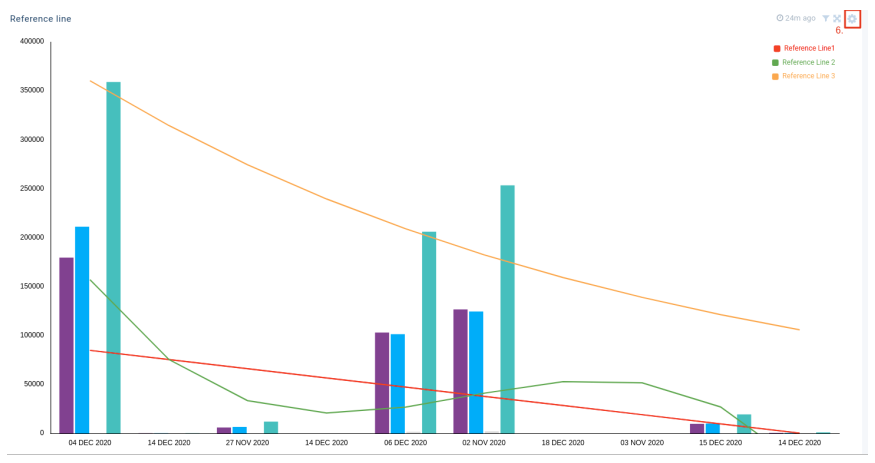 Reference line
24m ago
6.
Reference Line1
Reference Line 2
Reference Line 3
400000
350000
300000
250000
200000
150000
100000
50000
0
04 DEC 2020 14 DEC 2020 27 NOV 2020 14 DEC 2020 06 DEC 2020 02 NOV 2020 18 DEC 2020 03 NOV 2020 15 DEC 2020 14 DEC 2020